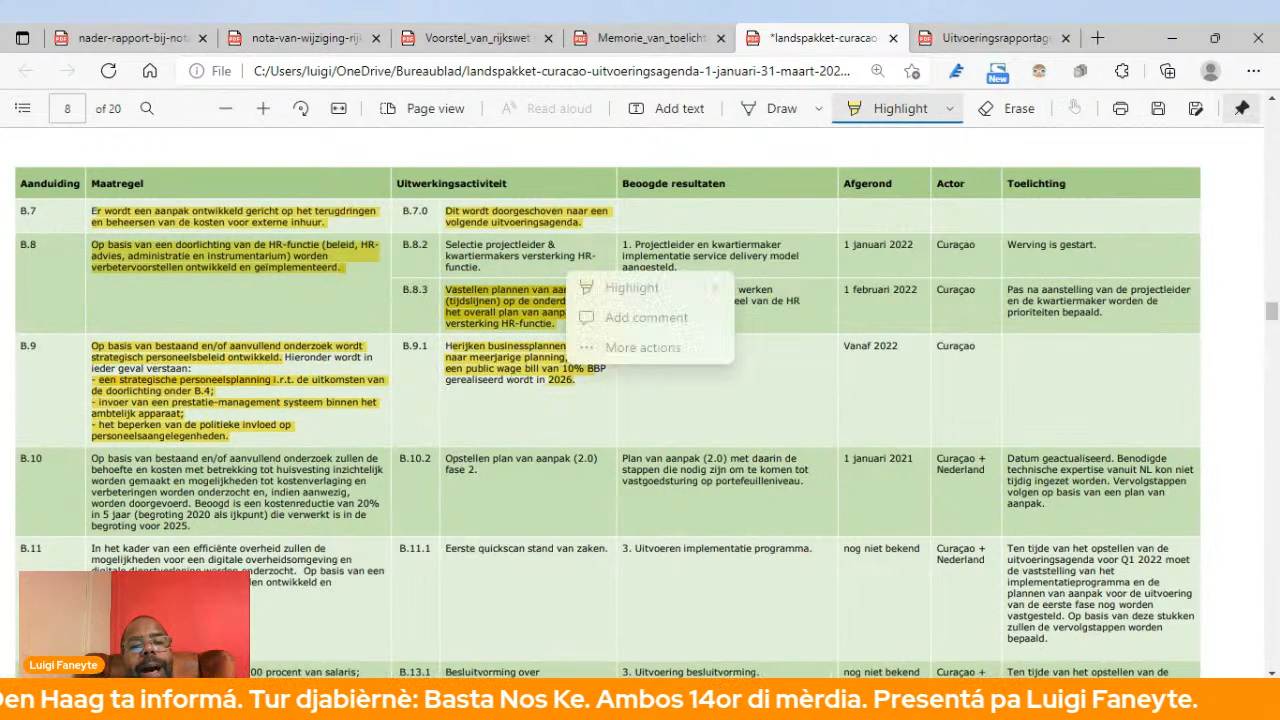 nader-rapport-bij-nota
nota-van-wijziging-rijk
Voorstel_van_rijkswet
Memorie_van_toelicht
*landspakket-curacao-
Uitvoeringsrapportage
File
C:/Users/luigi/OneDrive/Bureaublad/landspakket-curacao-uitvoeringsagenda-1-januari-31-maart-202...
New
8 of 20
Page view
Read aloud
Add text
Draw
Highlight
Erase
Aanduiding Maatregel Uitwerkingsactiviteit Beoogde resultaten Afgerond Actor Toelichting
B.7
Er wordt een aanpak ontwikkeld gericht op het terugdringen
en beheersen van de kosten voor externe inhuur.
B.7.0
Dit wordt doorgeschoven naar een
volgende uitvoeringsagenda.
B.8
Op basis van een doorlichting van de HR-functie (beleid, HR-
advies, administratie en instrumentarium) worden
verbetervoorstellen ontwikkeld en geïmplementeerd.
B.8.2
Selectie projectleider &
kwartiermakers versterking HR-
functie.
1. Projectleider en kwartiermaker
implementatie service delivery model
aangesteld.
1 januari 2022
Curaçao
Werving is gestart.
B.8.3
Vastellen plannen van aan
(tijdslijnen) op de onderd
het overall plan van aanp
versterking HR-functie.
werken
eel van de HR
1 februari 2022
Curaçao
Pas na aanstelling van de projectleider
en de kwartiermaker worden de
prioriteiten bepaald.
Highlight
Add comment
More actions
B.9
Op basis van bestaand en/of aanvullend onderzoek wordt
strategisch personeelsbeleid ontwikkeld. Hieronder wordt in
ieder geval verstaan:
- een strategische personeelsplanning i.r.t. de uitkomsten van
de doorlichting onder B.4;
- invoer van een prestatie-management systeem binnen het
ambtelijk apparaat;
- het beperken van de politieke invloed op
personeelsaangelegenheden.
B.9.1
Herijken businessplannen
naar meerjarige planning,
een public wage bill van 10% BBP
gerealiseerd wordt in 2026.
Vanaf 2022
Curaçao
B.10
Op basis van bestaand en/of aanvullend onderzoek zullen de
behoefte en kosten met betrekking tot huisvesting inzichtelijk
worden gemaakt en mogelijkheden tot kostenverlaging en
verbeteringen worden onderzocht en, indien aanwezig,
worden doorgevoerd. Beoogd is een kostenreductie van 20%
in 5 jaar (begroting 2020 als ijkpunt) die verwerkt is in de
begroting voor 2025.
B.10.2
Opstellen plan van aanpak (2.0)
fase 2.
Plan van aanpak (2.0) met daarin de
stappen die nodig zijn om te komen tot
vastgoedsturing op portefeuilleniveau.
1 januari 2021
Curaçao +
Nederland
Datum geactualiseerd. Benodigde
technische expertise vanuit NL kon niet
tijdig ingezet worden. Vervolgstappen
volgen op basis van een plan van
aanpak.
B.11
In het kader van een efficiënte overheid zullen de
mogelijkheden voor een digitale overheidsomgeving en
digitale dienstverlening worden onderzocht. Op basis van een
den ontwikkeld en
B.11.1
Eerste quickscan stand van zaken.
3. Uitvoeren implementatie programma.
nog niet bekend
Curaçao +
Nederland
Ten tijde van het opstellen van de
uitvoeringsagenda voor Q1 2022 moet
de vaststelling van het
implementatieprogramma en de
plannen van aanpak voor de uitvoering
van de eerste fase nog worden
vastgesteld. Op basis van deze stukken
zullen de vervolgstappen worden
bepaald.
00 procent van salaris;
B.13.1
Besluitvorming over
3. Uitvoering besluitvorming.
nog niet bekend
Curaçao +
Ten tijde van het opstellen van de
Luigi Faneyte
Den Haag ta informá. Tur djabièrnè: Basta Nos Ke. Ambos 14or di mèrdia. Presentá pa Luigi Faneyte.